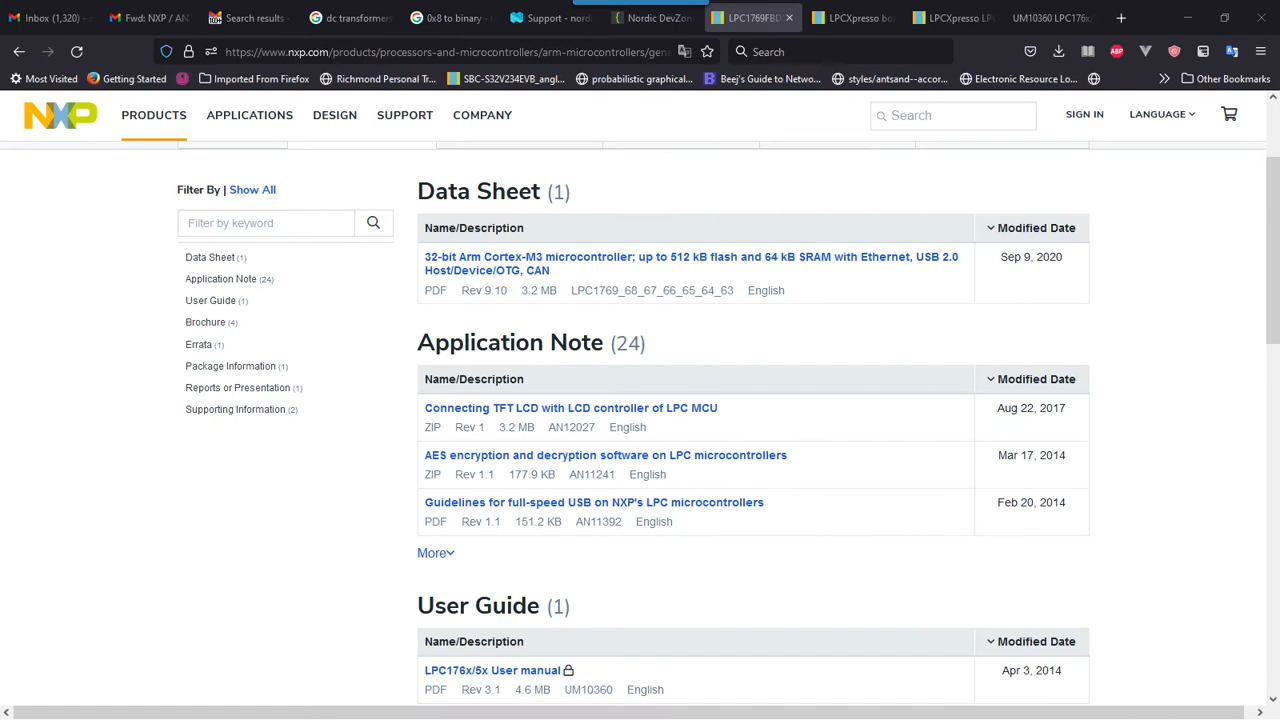 Inbox (1,320) -
Fwd: NXP / AN
Search results -
dc transformers
0x8 to binary -
Support - nordi
Nordic DevZon
LPC1769FBD
LPCXpresso bo
LPCXpresso LP
UM10360 LPC176x/
https://www.nxp.com/products/processors-and-microcontrollers/arm-microcontrollers/gene
Search
Most Visited
Getting Started
Imported From Firefox
Richmond Personal Tr...
SBC-S32V234EVB_angl...
probabilistic graphical...
Beej's Guide to Netwo...
styles/antsand--accor...
Electronic Resource Lo...
Other Bookmarks
NXP
PRODUCTS
APPLICATIONS
DESIGN
SUPPORT
COMPANY
Search
SIGN IN
LANGUAGE
Filter By | Show All
Filter by keyword
Data Sheet (1)
Application Note (24)
User Guide (1)
Brochure (4)
Errata (1)
Package Information (1)
Reports or Presentation (1)
Supporting Information (2)
Data Sheet (1)
Name/Description
Modified Date
32-bit Arm Cortex-M3 microcontroller; up to 512 kB flash and 64 kB SRAM with Ethernet, USB 2.0
Host/Device/OTG, CAN
Sep 9, 2020
PDF Rev 9.10 3.2 MB LPC1769_68_67_66_65_64_63 English
Application Note (24)
Name/Description
Modified Date
Connecting TFT LCD with LCD controller of LPC MCU
Aug 22, 2017
ZIP Rev 1 3.2 MB AN12027 English
AES encryption and decryption software on LPC microcontrollers
Mar 17, 2014
ZIP Rev 1.1 177.9 KB AN11241 English
Guidelines for full-speed USB on NXP's LPC microcontrollers
Feb 20, 2014
PDF Rev 1.1 151.2 KB AN11392 English
More
User Guide (1)
Name/Description
Modified Date
LPC176x/5x User manual
Apr 3, 2014
PDF Rev 3.1 4.6 MB UM10360 English